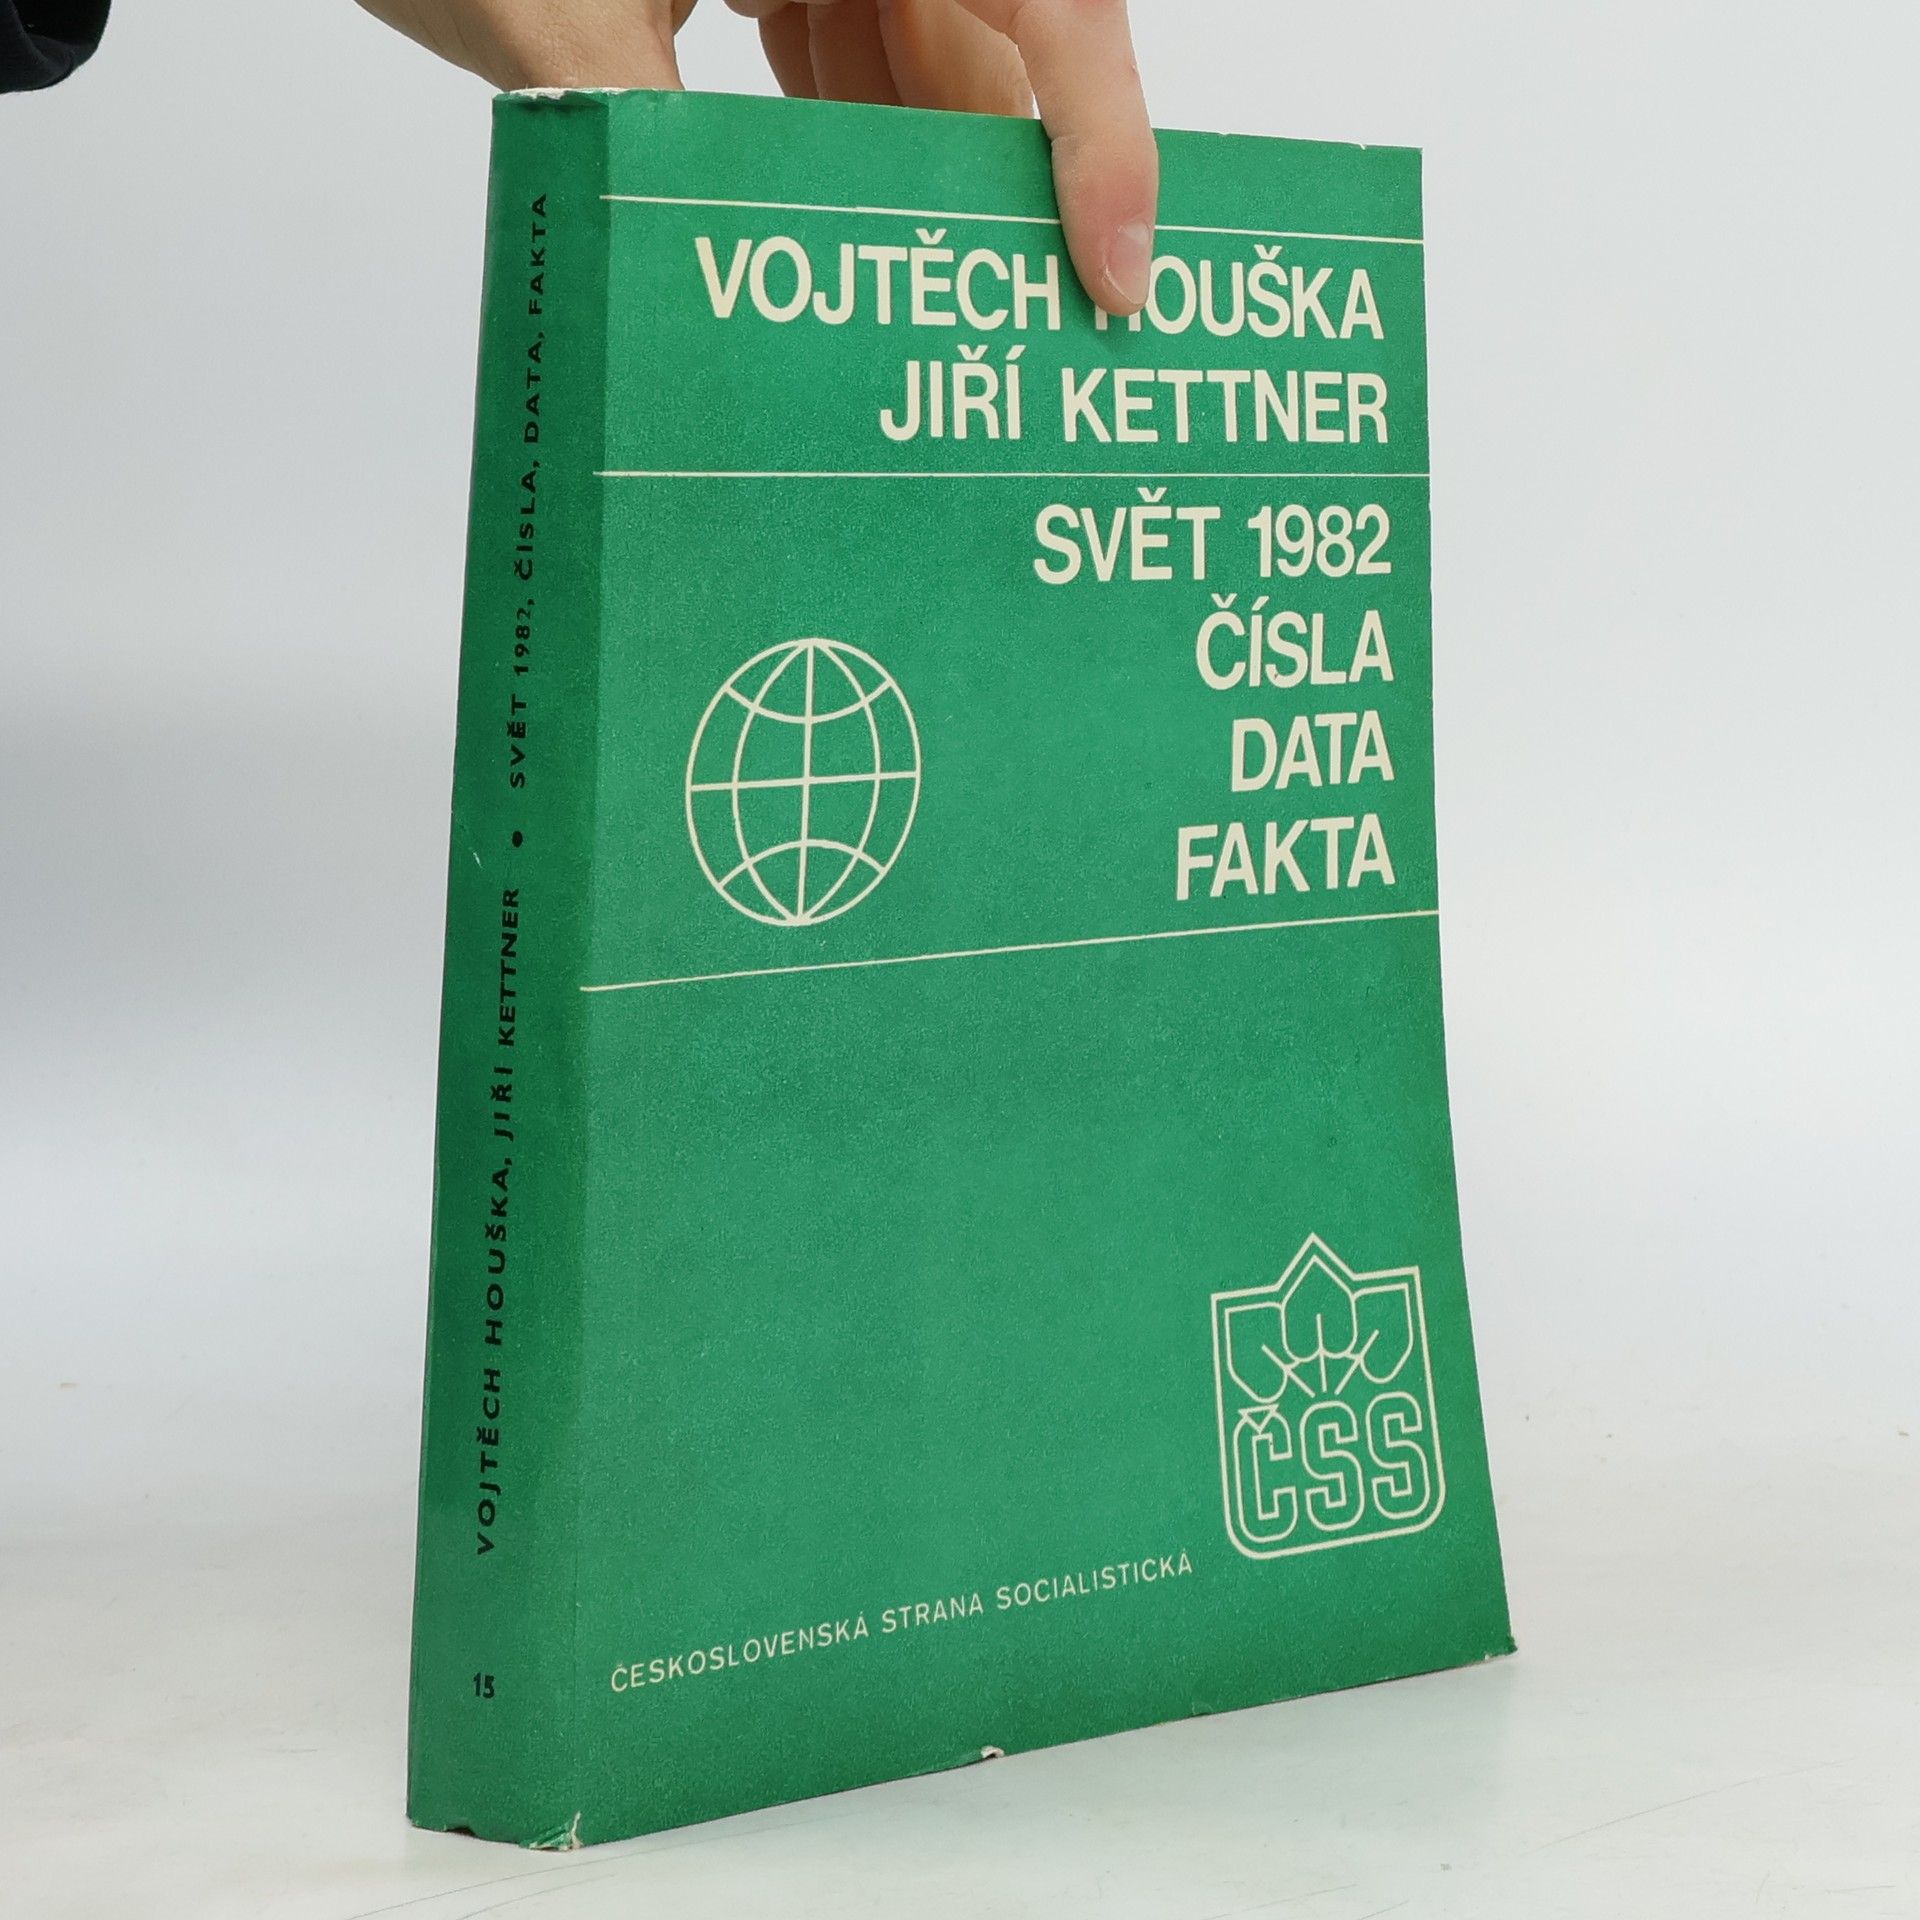 VOJTĚCH HOUŠKA
JIŘÍ KETTNER
SVĚT 1982
ČÍSLA
DATA
FAKTA
ČSS
ČESKOSLOVENSKÁ STRANA SOCIALISTICKÁ
VOJTĚCH HOUŠKA, JIŘÍ KETTNER • SVĚT 1982, ČÍSLA, DATA, FAKTA
15